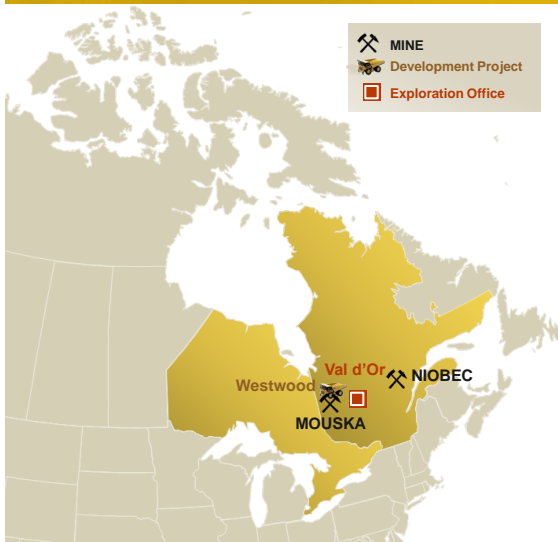 MINE
Development Project
Exploration Office
Val d'Or
NIOBEC
Westwood
MOUSKA